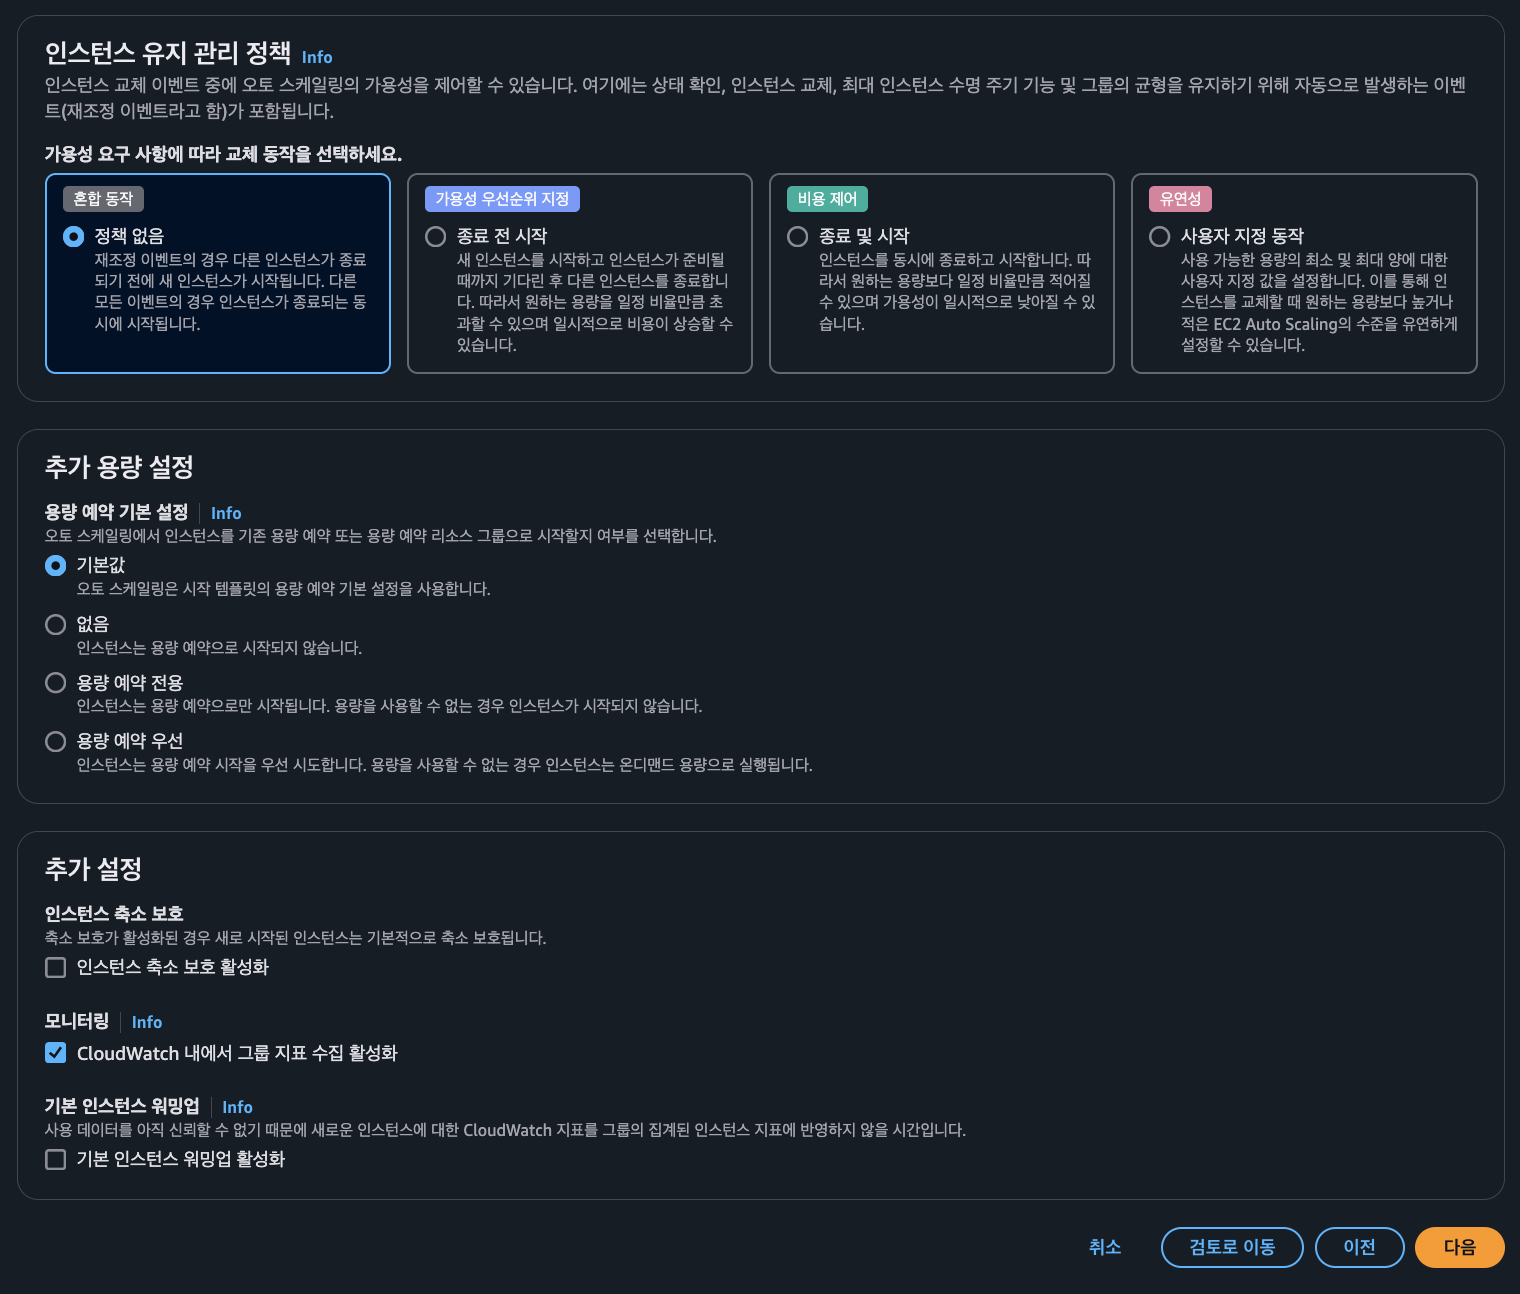 인스턴스 유지 관리 정책 Info
인스턴스 교체 이벤트 중에 오토 스케일링의 가용성을 제어할 수 있습니다. 여기에는 상태 확인, 인스턴스 교체, 최대 인스턴스 수명 주기 기능 및 그룹의 균형을 유지하기 위해 자동으로 발생하는 이벤
트(재조정 이벤트라고 함)가 포함됩니다.
가용성 요구 사항에 따라 교체 동작을 선택하세요.
혼합 동작
정책 없음
재조정 이벤트의 경우 다른 인스턴스가 종료
되기 전에 새 인스턴스가 시작됩니다. 다른
모든 이벤트의 경우 인스턴스가 종료되는 동
시에 시작됩니다.
가용성 우선순위 지정
종료 전 시작
새 인스턴스를 시작하고 인스턴스가 준비될
때까지 기다린 후 다른 인스턴스를 종료합니
다. 따라서 원하는 용량을 일정 비율만큼 초
과할 수 있으며 일시적으로 비용이 상승할 수
있습니다.
비용 제어
종료 및 시작
인스턴스를 동시에 종료하고 시작합니다. 따
라서 원하는 용량보다 일정 비율만큼 적어질
수 있으며 가용성이 일시적으로 낮아질 수 있
습니다.
유연성
사용자 지정 동작
사용 가능한 용량의 최소 및 최대 양에 대한
사용자 지정 값을 설정합니다. 이를 통해 인
스턴스를 교체할 때 원하는 용량보다 높거나
적은 EC2 Auto Scaling의 수준을 유연하게
설정할 수 있습니다.
추가 용량 설정
용량 예약 기본 설정 Info
오토 스케일링에서 인스턴스를 기존 용량 예약 또는 용량 예약 리소스 그룹으로 시작할지 여부를 선택합니다.
기본값
오토 스케일링은 시작 템플릿의 용량 예약 기본 설정을 사용합니다.
없음
인스턴스는 용량 예약으로 시작되지 않습니다.
용량 예약 전용
인스턴스는 용량 예약으로만 시작됩니다. 용량을 사용할 수 없는 경우 인스턴스가 시작되지 않습니다.
용량 예약 우선
인스턴스는 용량 예약 시작을 우선 시도합니다. 용량을 사용할 수 없는 경우 인스턴스는 온디맨드 용량으로 실행됩니다.
추가 설정
인스턴스 축소 보호
축소 보호가 활성화된 경우 새로 시작된 인스턴스는 기본적으로 축소 보호됩니다.
인스턴스 축소 보호 활성화
모니터링 Info
CloudWatch 내에서 그룹 지표 수집 활성화
기본 인스턴스 워밍업 Info
사용 데이터를 아직 신뢰할 수 없기 때문에 새로운 인스턴스에 대한 CloudWatch 지표를 그룹의 집계된 인스턴스 지표에 반영하지 않을 시간입니다.
기본 인스턴스 워밍업 활성화
취소
검토로 이동
이전
다음